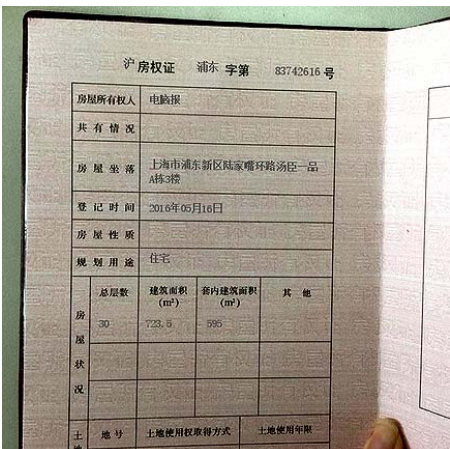 沪房权证 浦东 字第 83742616 号
房屋所有权人 电脑报
共有情况
房屋坐落 上海市浦东新区陆家嘴环路汤臣一品
A栋3楼
登记时间 2016年05月16日
房屋性质
规划用途 住宅
房屋状况
总层数 建筑面积(m²) 套内建筑面积(m²) 其他
30 723.5 595
土地
地号 土地使用权取得方式 土地使用年限